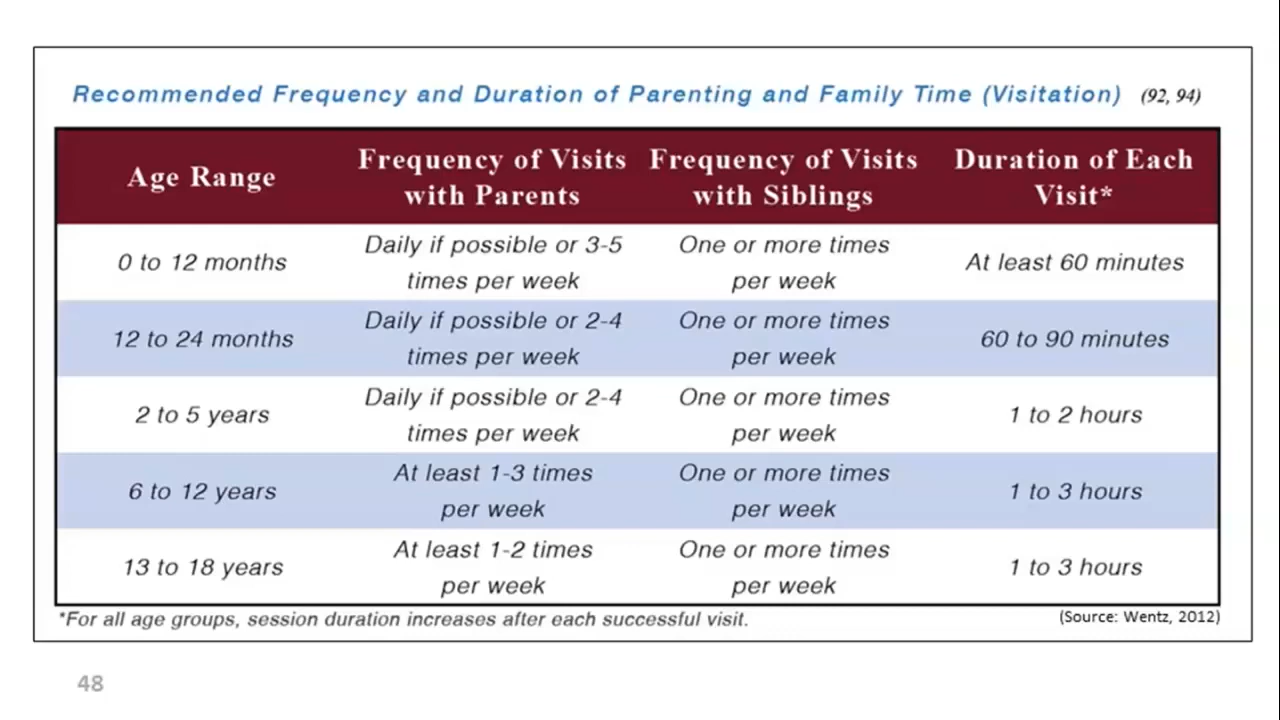 Recommended Frequency and Duration of Parenting and Family Time (Visitation) (92, 94)
Age Range
Frequency of Visits
with Parents
Frequency of Visits
with Siblings
Duration of Each
Visit*
0 to 12 months
Daily if possible or 3-5
times per week
One or more times
per week
At least 60 minutes
12 to 24 months
Daily if possible or 2-4
times per week
One or more times
per week
60 to 90 minutes
2 to 5 years
Daily if possible or 2-4
times per week
One or more times
per week
1 to 2 hours
6 to 12 years
At least 1-3 times
per week
One or more times
per week
1 to 3 hours
13 to 18 years
At least 1-2 times
per week
One or more times
per week
1 to 3 hours
*For all age groups, session duration increases after each successful visit.
(Source: Wentz, 2012)
48